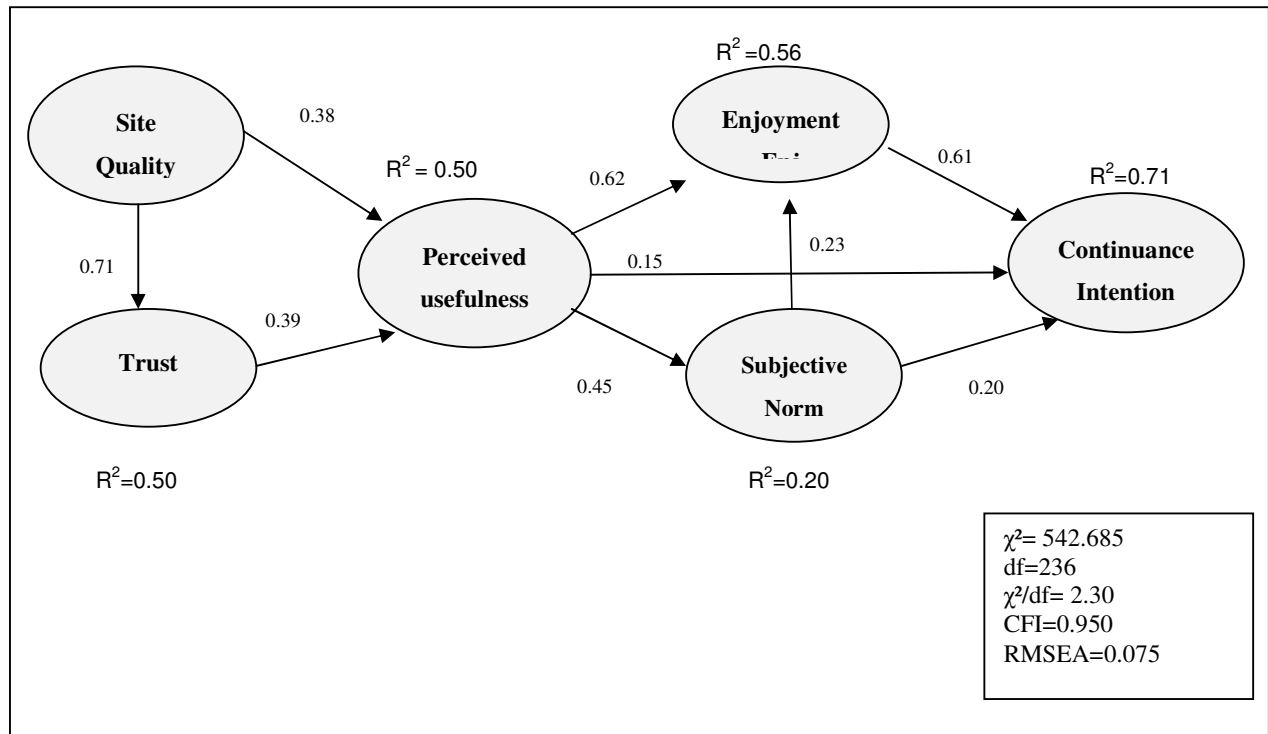 R²=0.56
Site
Quality
0.38
Enjoyment
0.61
R² = 0.50
0.62
R²=0.71
0.71
Perceived
usefulness
0.15
0.23
Continuance
Intention
0.39
Trust
0.45
Subjective
Norm
0.20
R²=0.50
R²=0.20
χ²= 542.685
df=236
χ²/df= 2.30
CFI=0.950
RMSEA=0.075